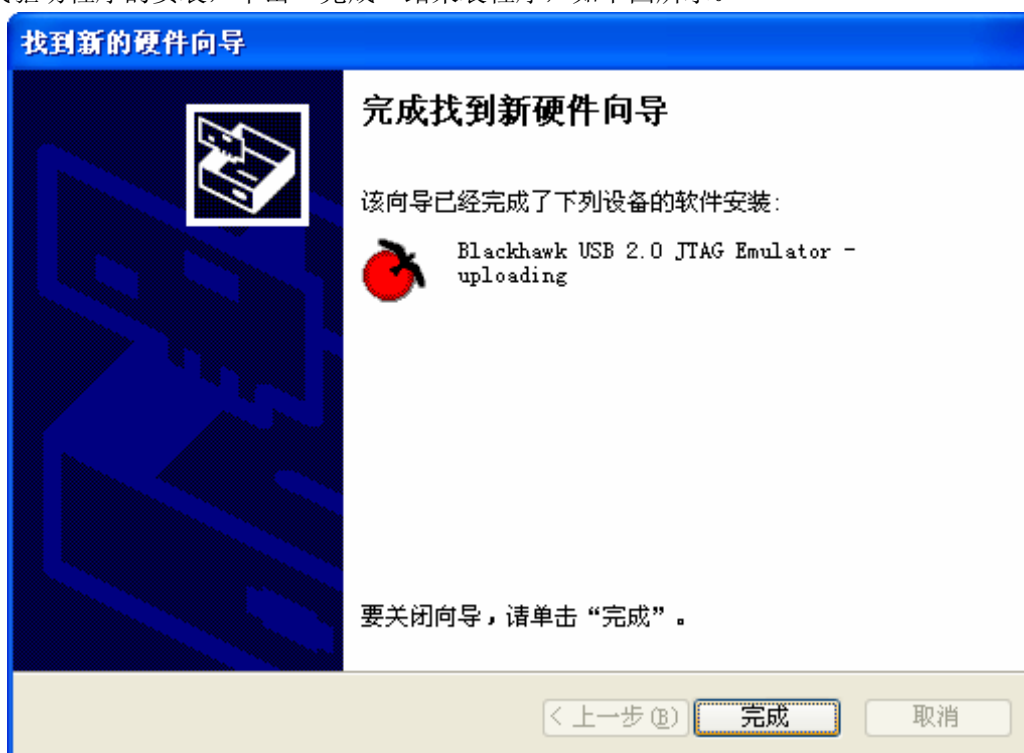 找到新的硬件向导
完成找到新硬件向导
该向导已经完成了下列设备的软件安装:
Blackhawk USB 2.0 JTAG Emulator -
uploading
要关闭向导，请单击“完成”。
< 上一步(B)
完成
取消